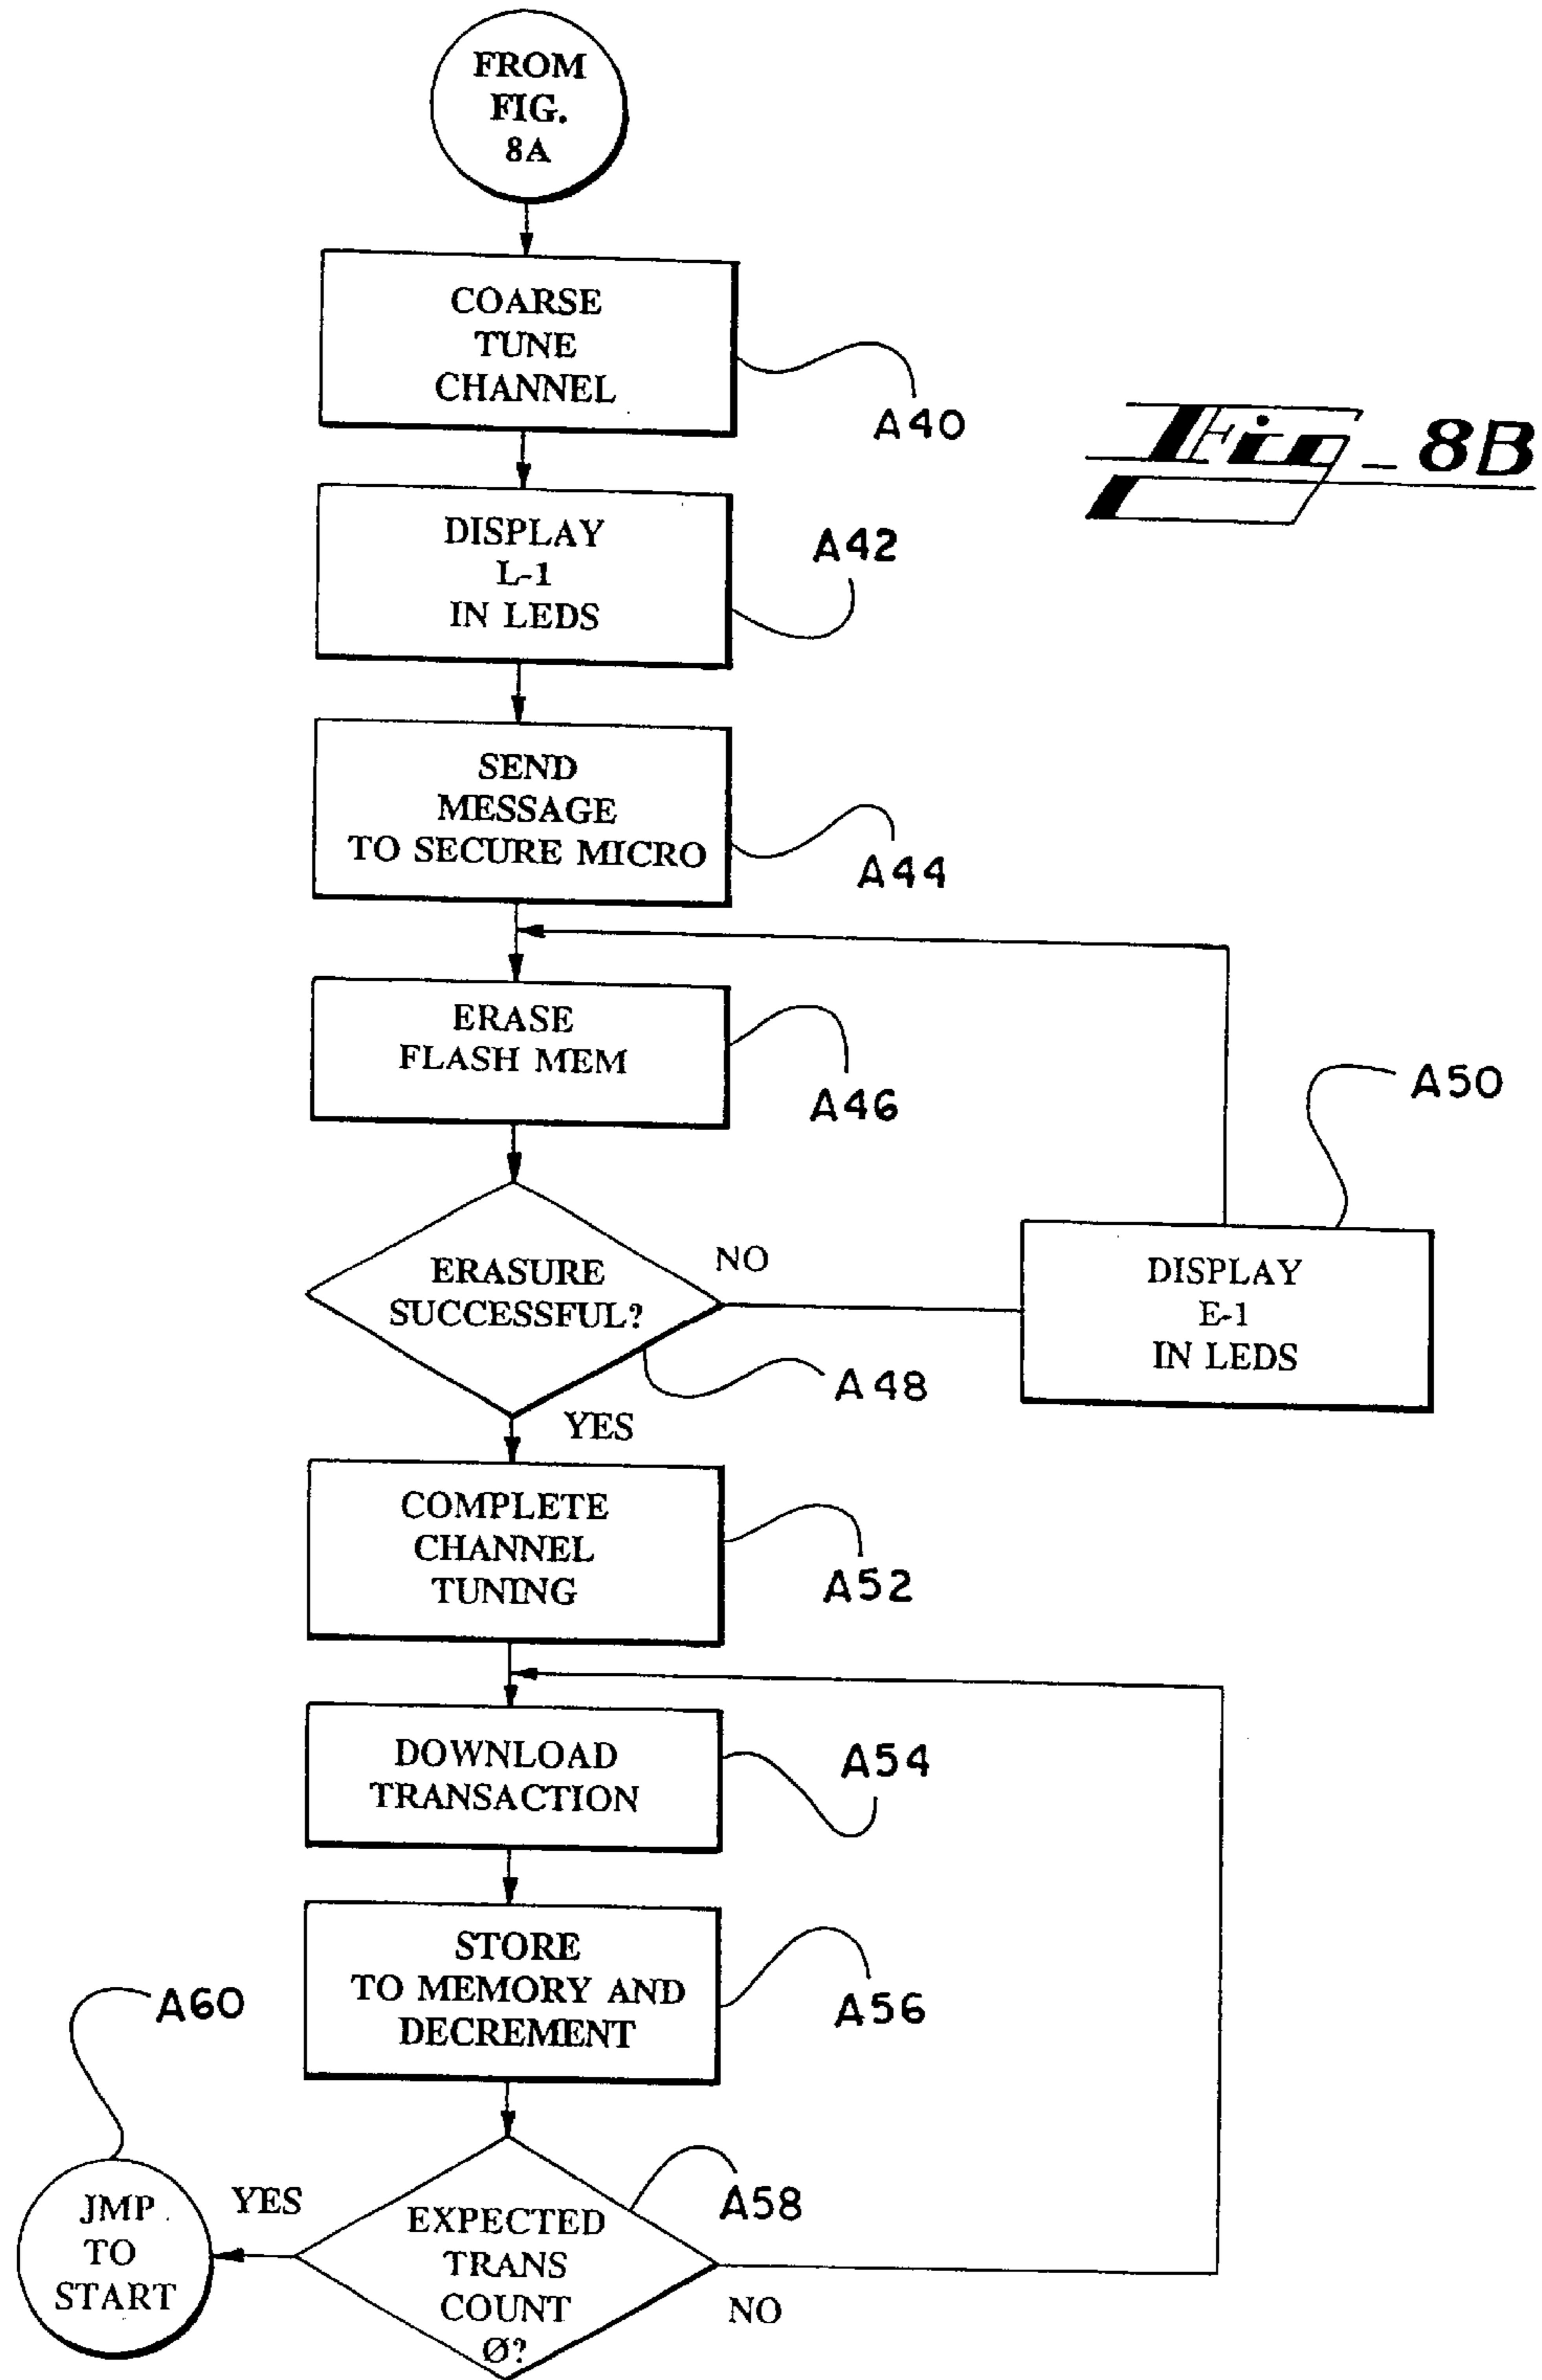 FROM
FIG.
8A
COARSE
TUNE
CHANNEL
A40
Fig_8B
DISPLAY
L-1
IN LEDS
A42
SEND
MESSAGE
TO SECURE MICRO
A44
ERASE
FLASH MEM
A46
A50
ERASURE
SUCCESSFUL?
NO
DISPLAY
E-1
IN LEDS
A48
YES
COMPLETE
CHANNEL
TUNING
A52
DOWNLOAD
TRANSACTION
A54
STORE
TO MEMORY AND
DECREMENT
A56
A60
JMP
TO
START
YES
A58
EXPECTED
TRANS
COUNT
Ø?
NO